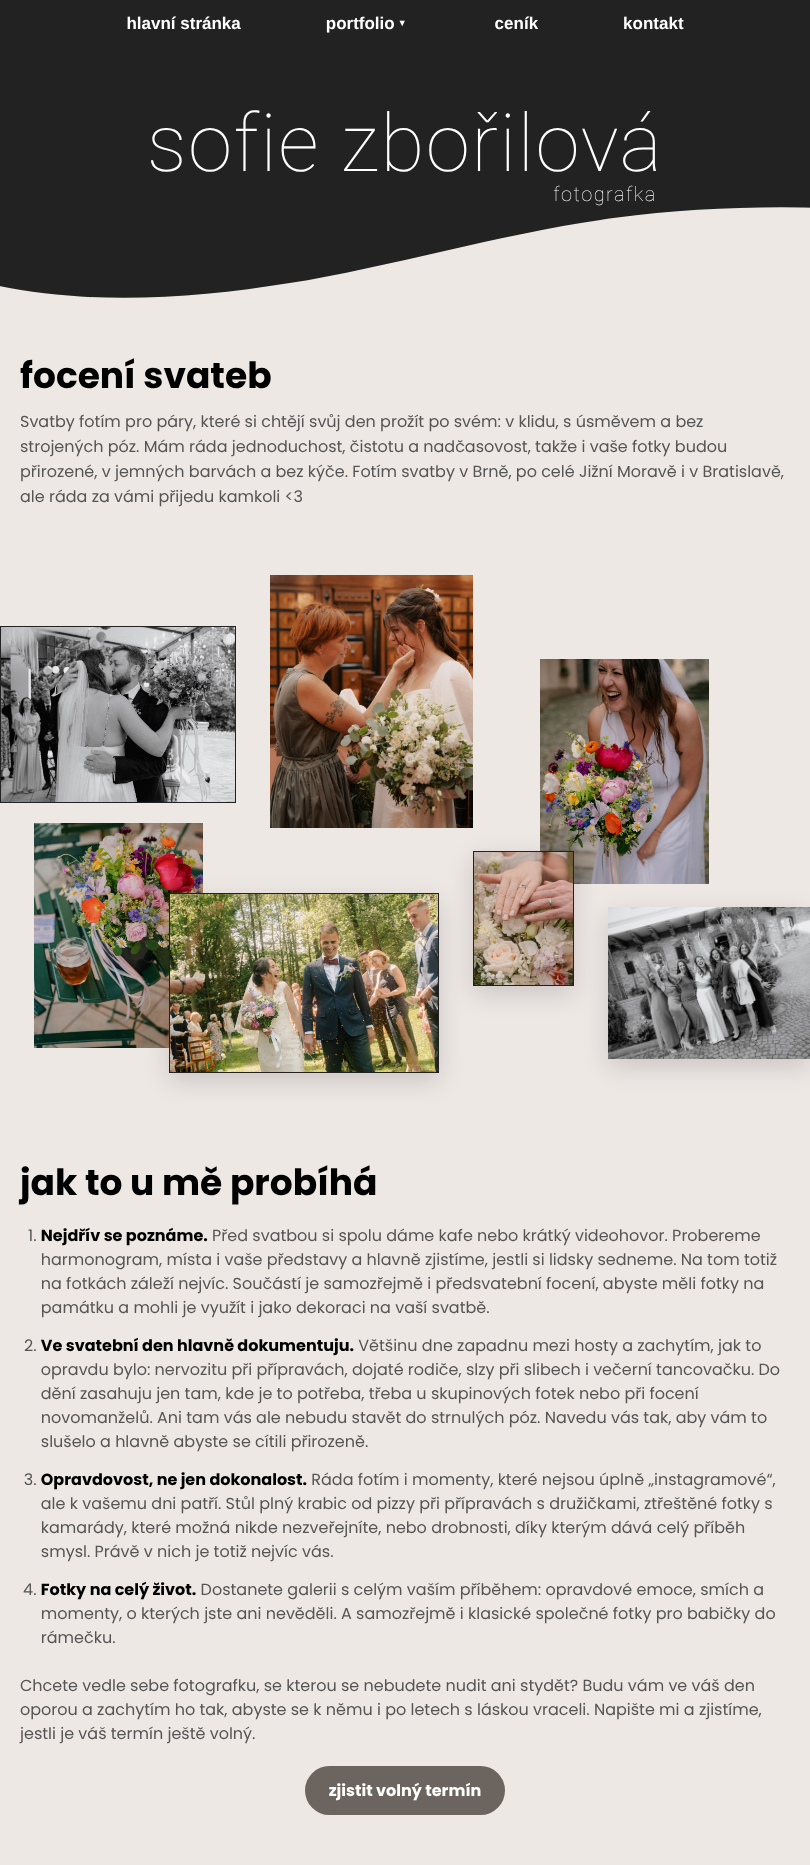 hlavní stránka portfolio ▾ ceník kontakt
sofie zbořilová
fotografka
focení svateb
Svatby fotím pro páry, které si chtějí svůj den prožít po svém: v klidu, s úsměvem a bez
strojených póz. Mám ráda jednoduchost, čistotu a nadčasovost, takže i vaše fotky budou
přirozené, v jemných barvách a bez kýče. Fotím svatby v Brně, po celé Jižní Moravě i v Bratislavě,
ale ráda za vámi přijedu kamkoli <3
jak to u mě probíhá
1. Nejdřív se poznáme. Před svatbou si spolu dáme kafe nebo krátký videohovor. Probereme
harmonogram, místa i vaše představy a hlavně zjistíme, jestli si lidsky sedneme. Na tom totiž
na fotkách záleží nejvíc. Součástí je samozřejmě i předsvatební focení, abyste měli fotky na
památku a mohli je využít i jako dekoraci na vaší svatbě.
2. Ve svatební den hlavně dokumentuju. Většinu dne zapadnu mezi hosty a zachytím, jak to
opravdu bylo: nervozitu při přípravách, dojaté rodiče, slzy při slibech i večerní tancovačku. Do
dění zasahuju jen tam, kde je to potřeba, třeba u skupinových fotek nebo při focení
novomanželů. Ani tam vás ale nebudu stavět do strnulých póz. Navedu vás tak, aby vám to
slušelo a hlavně abyste se cítili přirozeně.
3. Opravdovost, ne jen dokonalost. Ráda fotím i momenty, které nejsou úplně „instagramové“,
ale k vašemu dni patří. Stůl plný krabic od pizzy při přípravách s družičkami, ztřeštěné fotky s
kamarády, které možná nikde nezveřejníte, nebo drobnosti, díky kterým dává celý příběh
smysl. Právě v nich je totiž nejvíc vás.
4. Fotky na celý život. Dostanete galerii s celým vaším příběhem: opravdové emoce, smích a
momenty, o kterých jste ani nevěděli. A samozřejmě i klasické společné fotky pro babičky do
rámečku.
Chcete vedle sebe fotografku, se kterou se nebudete nudit ani stydět? Budu vám ve váš den
oporou a zachytím ho tak, abyste se k němu i po letech s láskou vraceli. Napište mi a zjistíme,
jestli je váš termín ještě volný.
zjistit volný termín